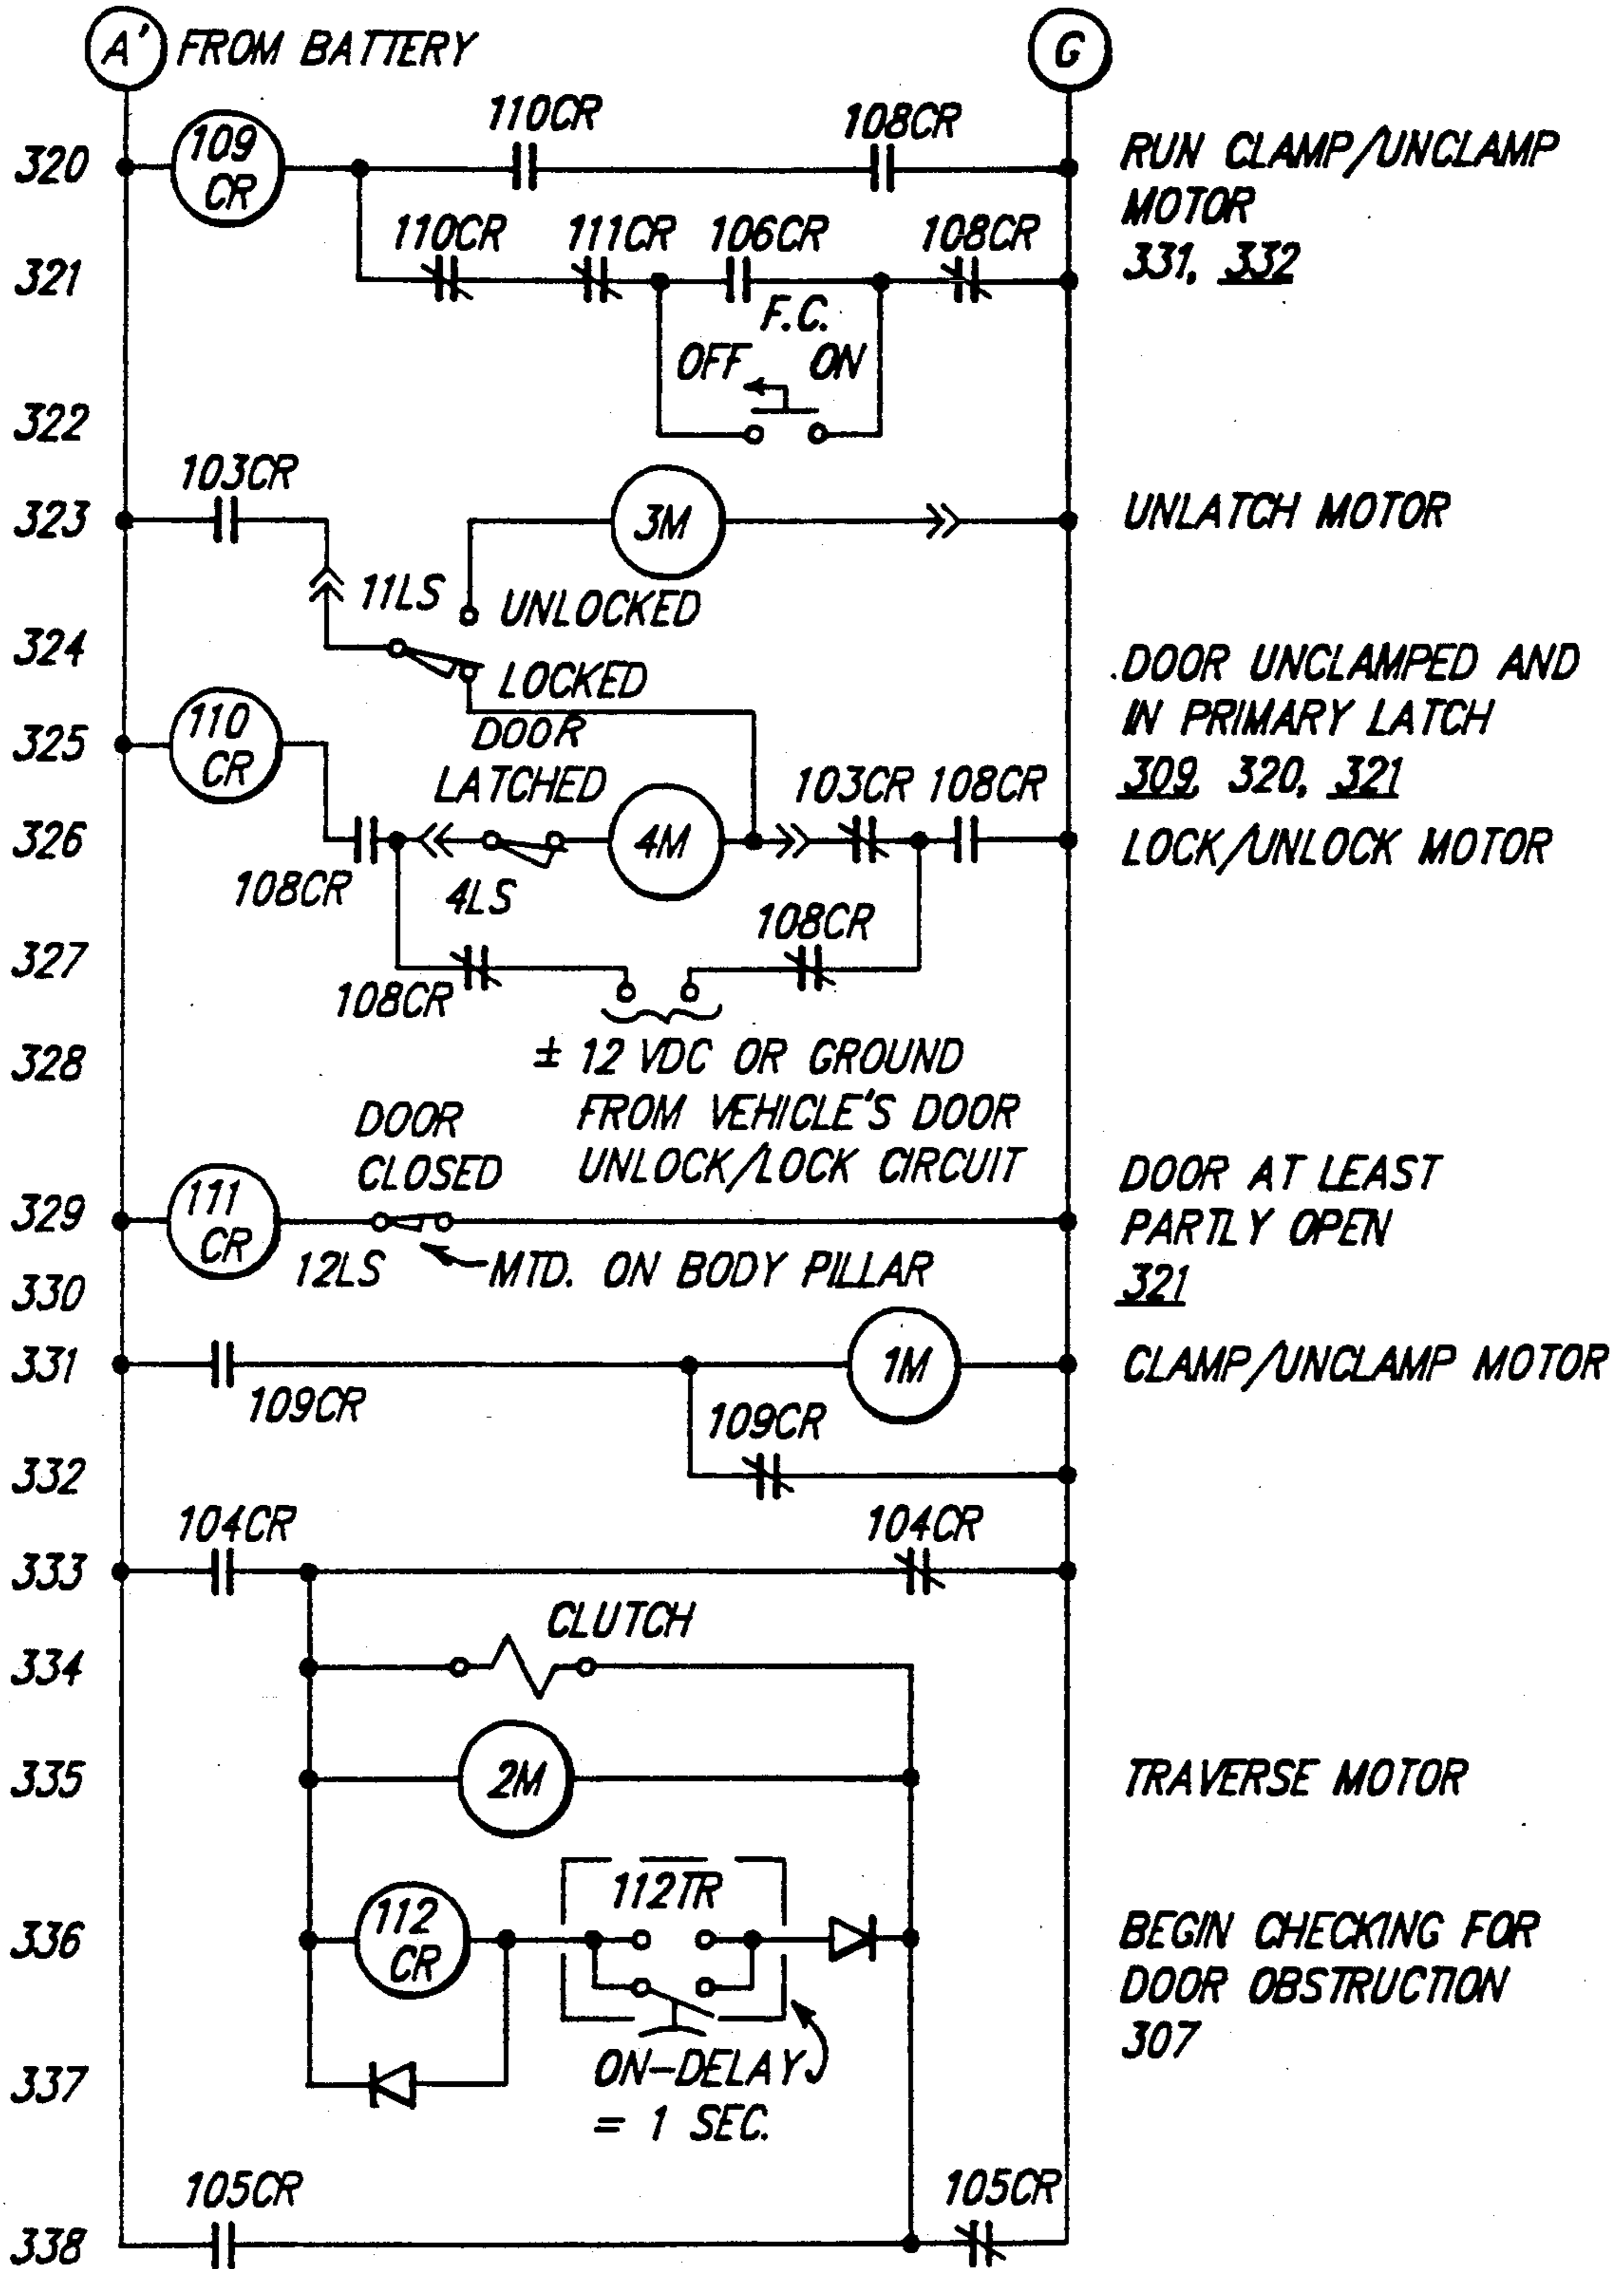 A' FROM BATTERY G
320 109 CR 110CR 108CR RUN CLAMP/UNCLAMP
MOTOR
331, 332
321 110CR 111CR 106CR 108CR
F.C.
OFF ON
322
103CR
323 3M UNLATCH MOTOR
11LS UNLOCKED
324 LOCKED
DOOR UNCLAMPED AND
IN PRIMARY LATCH
309, 320, 321
325 110 CR DOOR
LATCHED 103CR 108CR
326 108CR 4LS 4M LOCK/UNLOCK MOTOR
108CR
327 108CR
328 ± 12 VDC OR GROUND
FROM VEHICLE'S DOOR
UNLOCK/LOCK CIRCUIT
DOOR
CLOSED
329 111 CR 12LS MTD. ON BODY PILLAR
DOOR AT LEAST
PARTLY OPEN
321
330
331 109CR 1M CLAMP/UNCLAMP MOTOR
109CR
332
104CR 104CR
333
CLUTCH
334
335 2M TRAVERSE MOTOR
112TR
336 112 CR BEGIN CHECKING FOR
DOOR OBSTRUCTION
307
337 ON-DELAY
= 1 SEC.
105CR 105CR
338